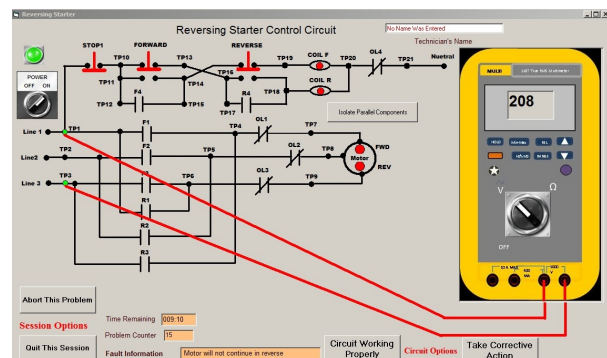 Reversing Starter
Reversing Starter Control Circuit
No Name Was Entered
Technician's Name
POWER
OFF ON
STOP1
FORWARD
REVERSE
TP10
TP13
TP19
COIL F
TP20
OL4
TP21
Nuetral
TP11
TP14
TP16
COIL R
TP12
F4
TP15
TP17
R4
TP18
Isolate Parallel Components
Line 1
TP1
F1
TP4
OL1
TP7
Line2
TP2
F2
TP5
OL2
TP8
Motor
FWD
REV
Line 3
TP3
TP6
OL3
TP9
R1
R2
R3
MULTI
208
HOLD
REL
RANGE
V
Ω
OFF
Abort This Problem
Session Options
Quit This Session
Time Remaining
009:10
Problem Counter
15
Fault Information
Motor will not continue in reverse
Circuit Working Properly
Circuit Options
Take Corrective Action